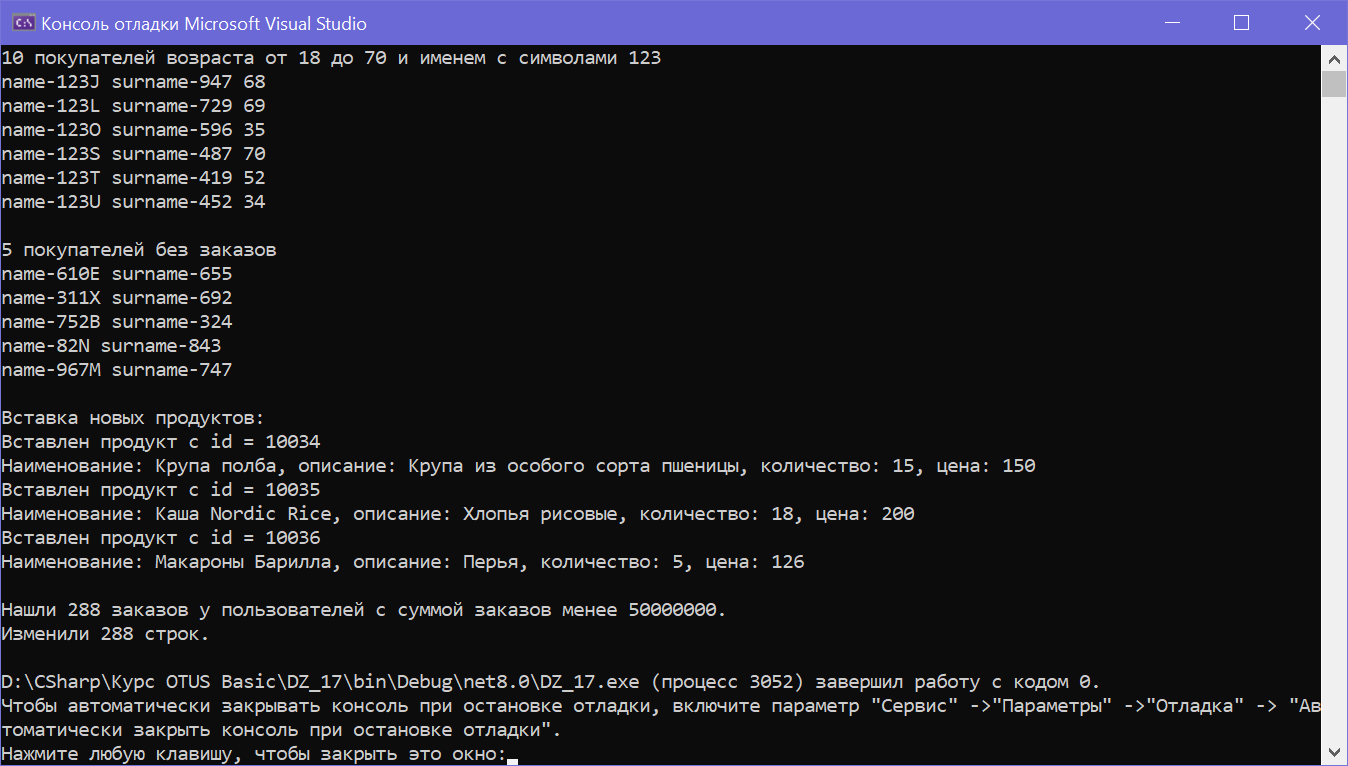 Консоль отладки Microsoft Visual Studio
10 покупателей возраста от 18 до 70 и именем с символами 123
name-123J surname-947 68
name-123L surname-729 69
name-123O surname-596 35
name-123S surname-487 70
name-123T surname-419 52
name-123U surname-452 34
5 покупателей без заказов
name-610E surname-655
name-311X surname-692
name-752B surname-324
name-82N surname-843
name-967M surname-747
Вставка новых продуктов:
Вставлен продукт с id = 10034
Наименование: Крупа полба, описание: Крупа из особого сорта пшеницы, количество: 15, цена: 150
Вставлен продукт с id = 10035
Наименование: Каша Nordic Rice, описание: Хлопья рисовые, количество: 18, цена: 200
Вставлен продукт с id = 10036
Наименование: Макароны Барилла, описание: Перья, количество: 5, цена: 126
Нашли 288 заказов у пользователей с суммой заказов менее 50000000.
Изменили 288 строк.
D:\CSharp\Курс OTUS Basic\DZ_17\bin\Debug\net8.0\DZ_17.exe (процесс 3052) завершил работу с кодом 0.
Чтобы автоматически закрывать консоль при остановке отладки, включите параметр "Сервис" ->"Параметры" ->"Отладка" -> "Ав
томатически закрыть консоль при остановке отладки".
Нажмите любую клавишу, чтобы закрыть это окно: